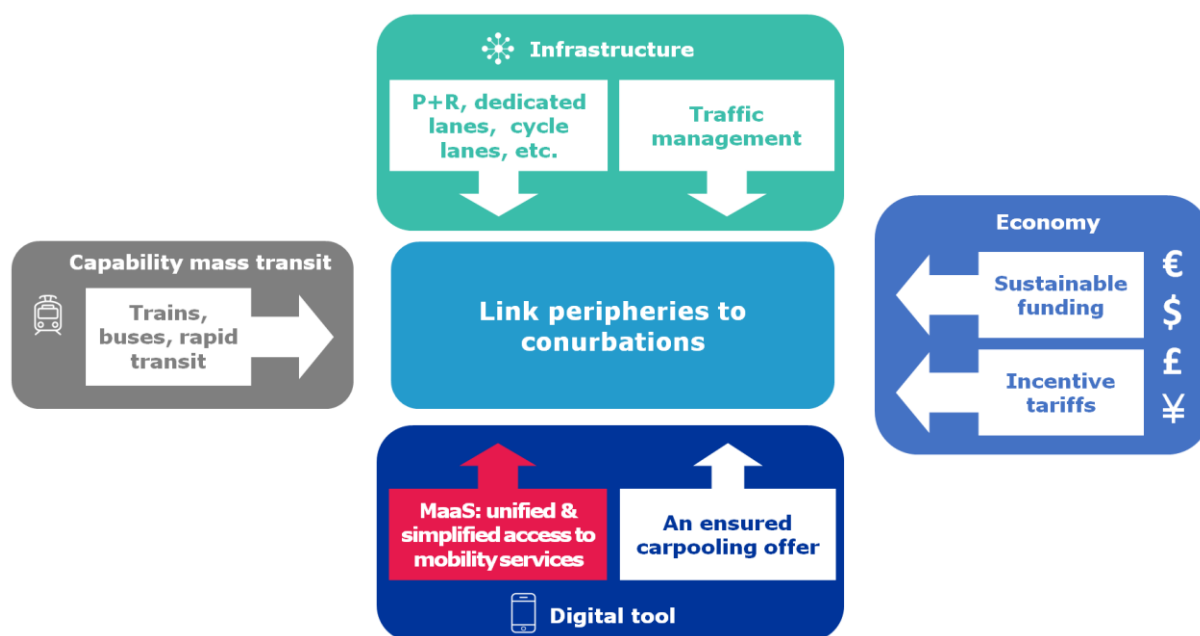 Infrastructure
P+R, dedicated
lanes, cycle
lanes, etc.
Traffic
management
Capability mass transit
Trains,
buses, rapid
transit
Link peripheries to
conurbations
Economy
Sustainable
funding
€
$
Incentive
tariffs
£
¥
MaaS: unified &
simplified access to
mobility services
An ensured
carpooling offer
Digital tool